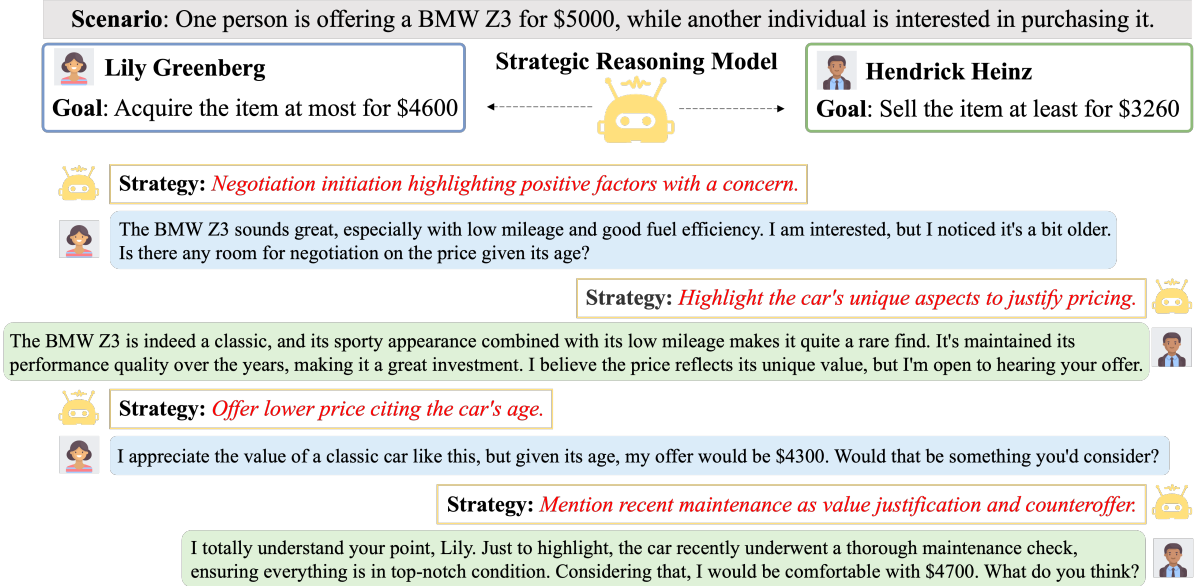 Scenario: One person is offering a BMW Z3 for $5000, while another individual is interested in purchasing it.
Lily Greenberg
Goal: Acquire the item at most for $4600
Strategic Reasoning Model
Hendrick Heinz
Goal: Sell the item at least for $3260
Strategy: Negotiation initiation highlighting positive factors with a concern.
The BMW Z3 sounds great, especially with low mileage and good fuel efficiency. I am interested, but I noticed it's a bit older.
Is there any room for negotiation on the price given its age?
Strategy: Highlight the car's unique aspects to justify pricing.
The BMW Z3 is indeed a classic, and its sporty appearance combined with its low mileage makes it quite a rare find. It's maintained its
performance quality over the years, making it a great investment. I believe the price reflects its unique value, but I'm open to hearing your offer.
Strategy: Offer lower price citing the car's age.
I appreciate the value of a classic car like this, but given its age, my offer would be $4300. Would that be something you'd consider?
Strategy: Mention recent maintenance as value justification and counteroffer.
I totally understand your point, Lily. Just to highlight, the car recently underwent a thorough maintenance check,
ensuring everything is in top-notch condition. Considering that, I would be comfortable with $4700. What do you think?